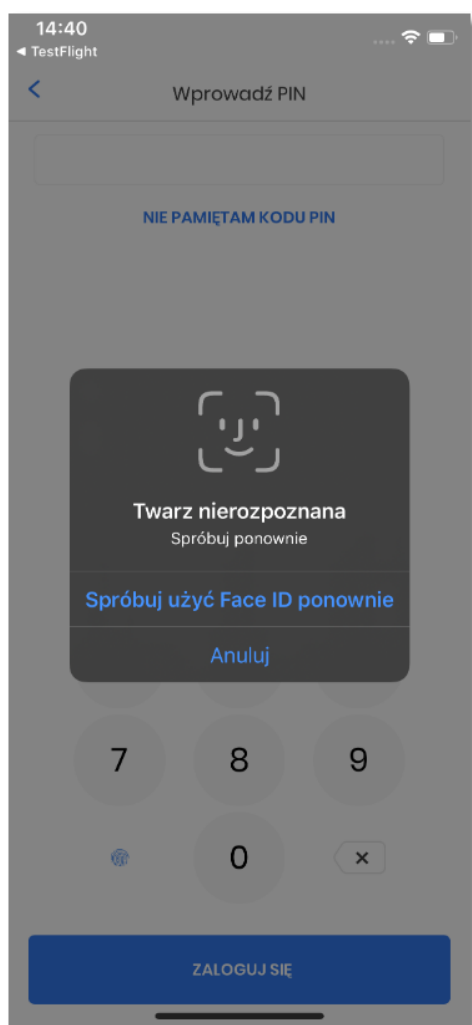 14:40
◀ TestFlight
Wprowadź PIN
NIE PAMIĘTAM KODU PIN
Twarz nierozpoznana
Spróbuj ponownie
Spróbuj użyć Face ID ponownie
Anuluj
7 8 9
0
ZALOGUJ SIĘ